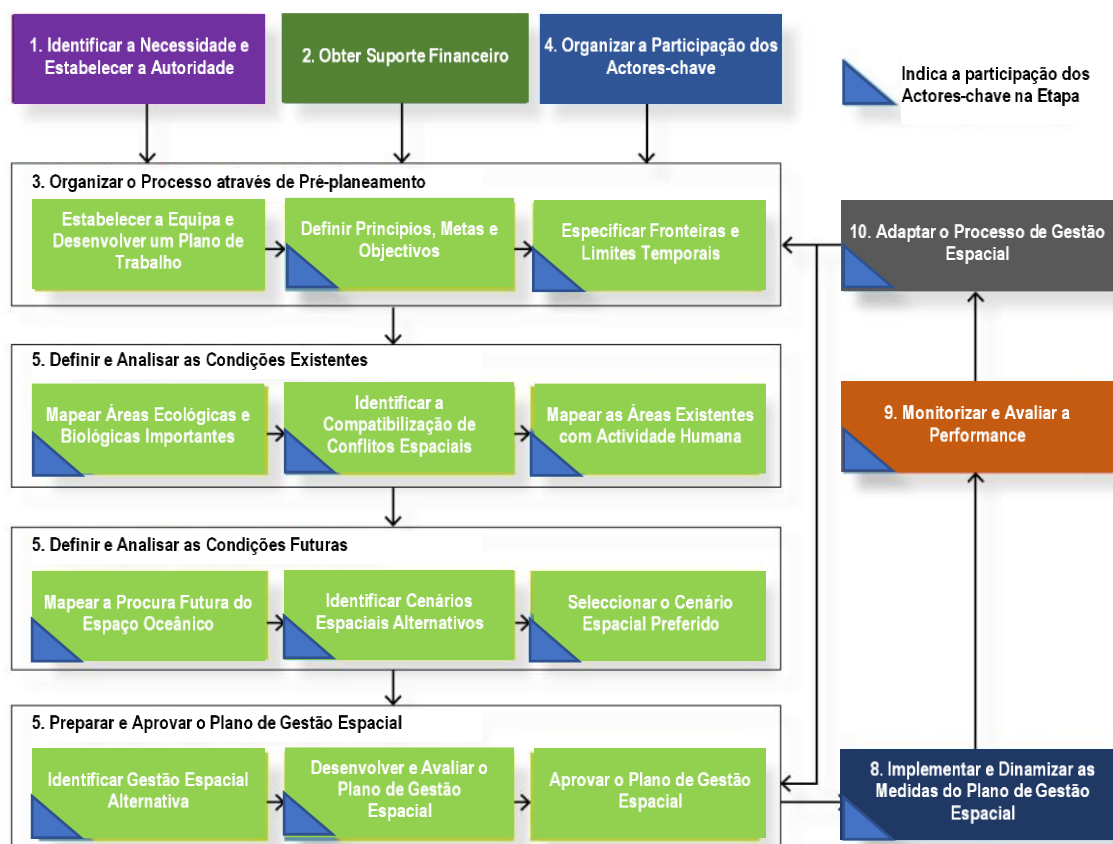 1. Identificar a Necessidade e
Estabelecer a Autoridade
2. Obter Suporte Financeiro
4. Organizar a Participação dos
Actores-chave
Indica a participação dos
Actores-chave na Etapa
3. Organizar o Processo através de Pré-planeamento
Estabelecer a Equipa e
Desenvolver um Plano de
Trabalho
Definir Princípios, Metas e
Objectivos
Especificar Fronteiras e
Limites Temporais
10. Adaptar o Processo de Gestão
Espacial
5. Definir e Analisar as Condições Existentes
Mapear Áreas Ecológicas e
Biológicas Importantes
Identificar a
Compatibilização de
Conflitos Espaciais
Mapear as Áreas Existentes
com Actividade Humana
9. Monitorizar e Avaliar a
Performance
5. Definir e Analisar as Condições Futuras
Mapear a Procura Futura do
Espaço Oceânico
Identificar Cenários
Espaciais Alternativos
Seleccionar o Cenário
Espacial Preferido
5. Preparar e Aprovar o Plano de Gestão Espacial
Identificar Gestão Espacial
Alternativa
Desenvolver e Avaliar o
Plano de Gestão
Espacial
Aprovar o Plano de Gestão
Espacial
8. Implementar e Dinamizar as
Medidas do Plano de Gestão
Espacial